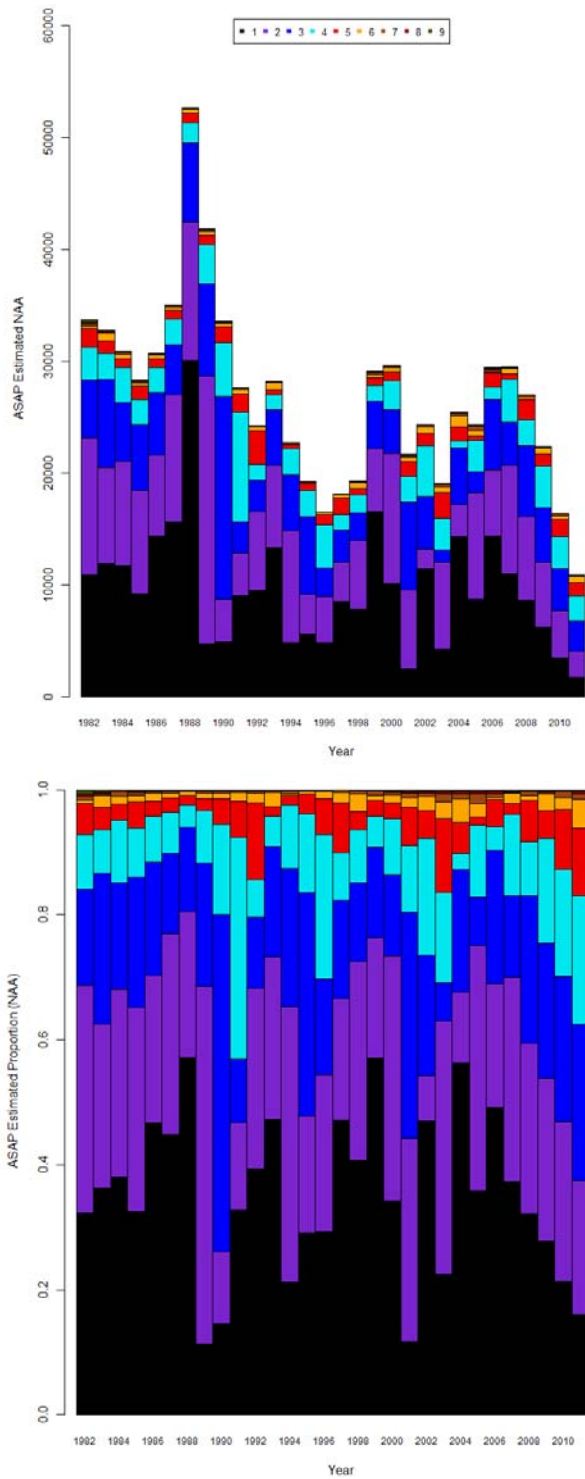 60000
1 2 3 4 5 6 7 8 9
50000
40000
30000
20000
10000
0
ASAP Estimated NAA
1982 1984 1986 1988 1990 1992 1994 1996 1998 2000 2002 2004 2006 2008 2010
Year
1.0
0.8
0.6
0.4
0.2
0.0
ASAP Estimated Proportion (NAA)
1982 1984 1986 1988 1990 1992 1994 1996 1998 2000 2002 2004 2006 2008 2010
Year